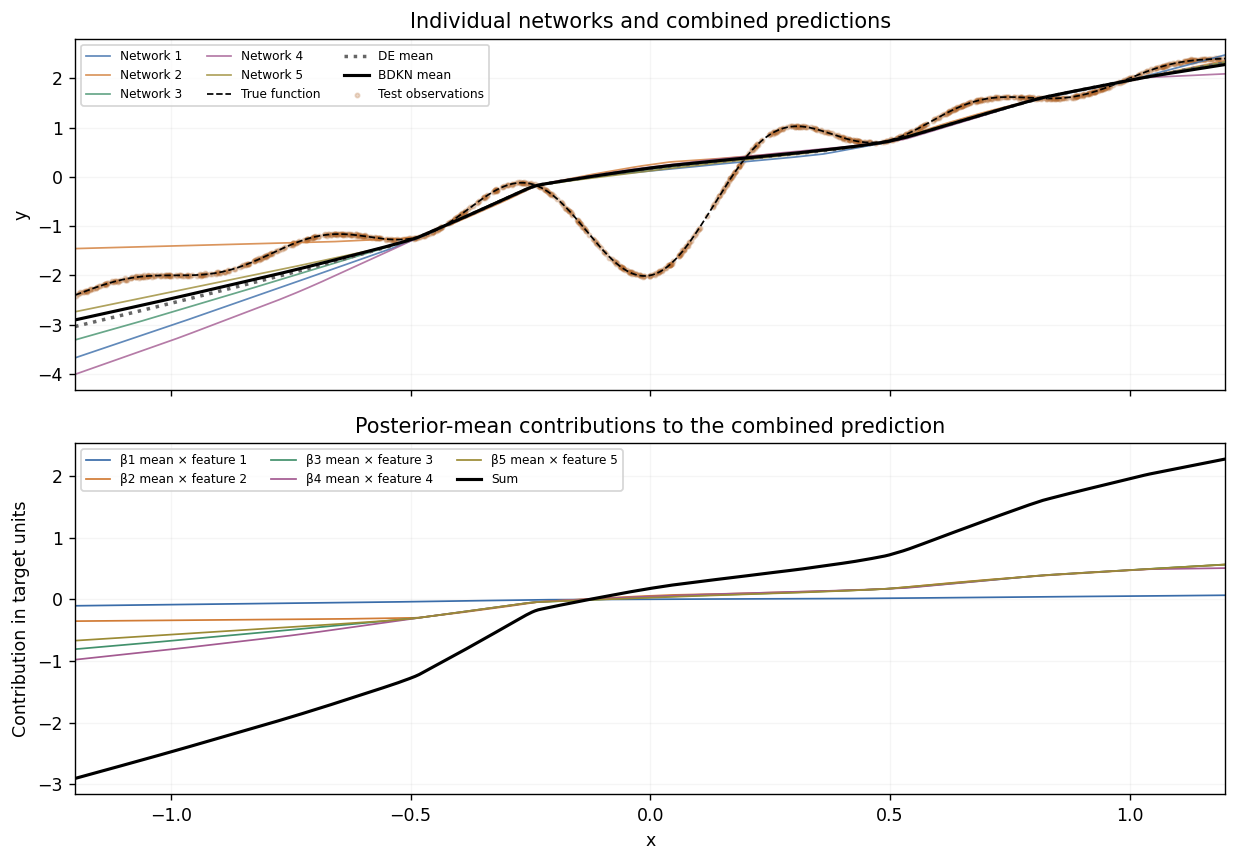 Individual networks and combined predictions
Network 1
Network 2
Network 3
Network 4
Network 5
True function
DE mean
BDKN mean
Test observations
y
2
1
0
−1
−2
−3
−4
Posterior-mean contributions to the combined prediction
β1 mean × feature 1
β2 mean × feature 2
β3 mean × feature 3
β4 mean × feature 4
β5 mean × feature 5
Sum
Contribution in target units
2
1
0
−1
−2
−3
−1.0
−0.5
0.0
0.5
1.0
x